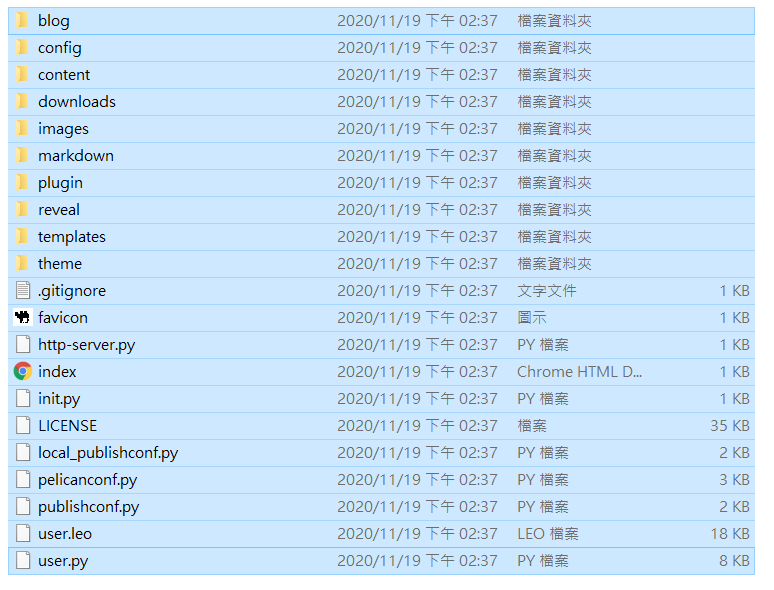 blog 2020/11/19 下午 02:37 檔案資料夾
config 2020/11/19 下午 02:37 檔案資料夾
content 2020/11/19 下午 02:37 檔案資料夾
downloads 2020/11/19 下午 02:37 檔案資料夾
images 2020/11/19 下午 02:37 檔案資料夾
markdown 2020/11/19 下午 02:37 檔案資料夾
plugin 2020/11/19 下午 02:37 檔案資料夾
reveal 2020/11/19 下午 02:37 檔案資料夾
templates 2020/11/19 下午 02:37 檔案資料夾
theme 2020/11/19 下午 02:37 檔案資料夾
.gitignore 2020/11/19 下午 02:37 文字文件 1 KB
favicon 2020/11/19 下午 02:37 圖示 1 KB
http-server.py 2020/11/19 下午 02:37 PY 檔案 1 KB
index 2020/11/19 下午 02:37 Chrome HTML D... 1 KB
init.py 2020/11/19 下午 02:37 PY 檔案 1 KB
LICENSE 2020/11/19 下午 02:37 檔案 35 KB
local_publishconf.py 2020/11/19 下午 02:37 PY 檔案 2 KB
pelicanconf.py 2020/11/19 下午 02:37 PY 檔案 3 KB
publishconf.py 2020/11/19 下午 02:37 PY 檔案 2 KB
user.leo 2020/11/19 下午 02:37 LEO 檔案 18 KB
user.py 2020/11/19 下午 02:37 PY 檔案 8 KB